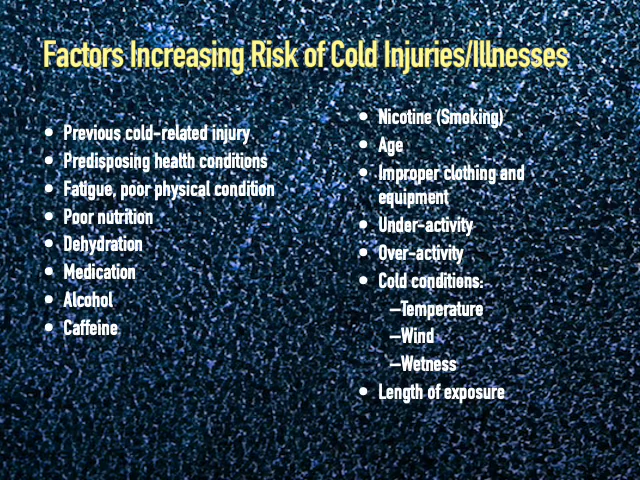 Factors Increasing Risk of Cold Injuries/Illnesses
• Previous cold-related injury
• Predisposing health conditions
• Fatigue, poor physical condition
• Poor nutrition
• Dehydration
• Medication
• Alcohol
• Caffeine
• Nicotine (Smoking)
• Age
• Improper clothing and
equipment
• Under-activity
• Over-activity
• Cold conditions:
–Temperature
–Wind
–Wetness
• Length of exposure